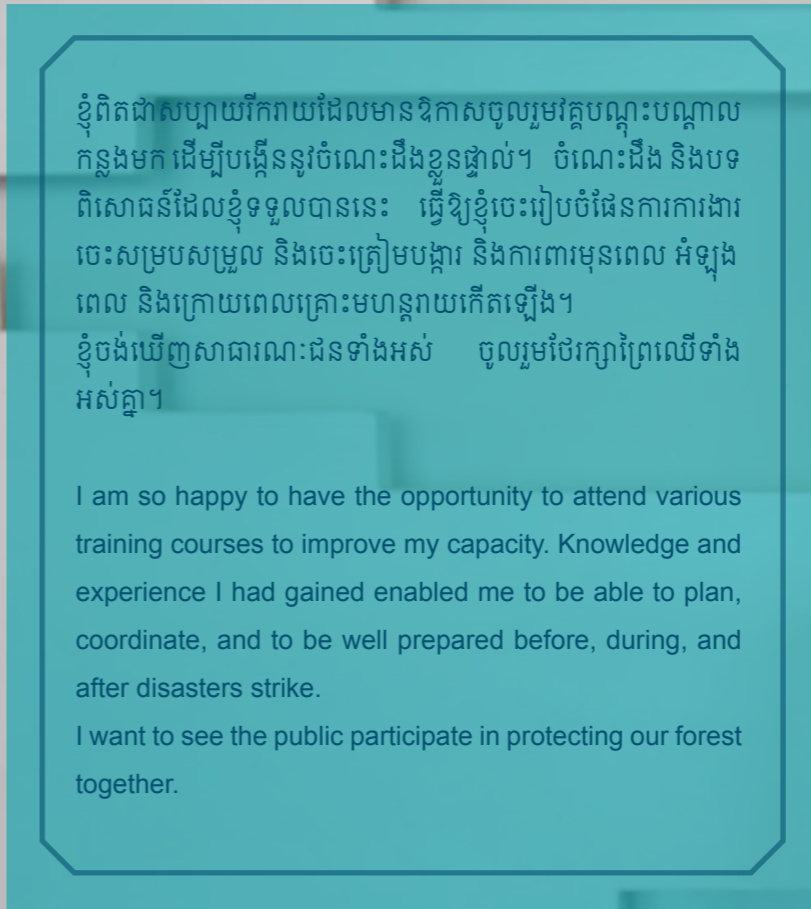 ខ្ញុំពិតជាសប្បាយរីករាយដែលមានឱកាសចូលរួមវគ្គបណ្តុះបណ្តាល
កន្លងមក ដើម្បីបង្កើននូវចំណេះដឹងខ្លួនផ្ទាល់។ ចំណេះដឹង និងបទ
ពិសោធន៍ដែលខ្ញុំទទួលបាននេះ ធ្វើឱ្យខ្ញុំចេះរៀបចំផែនការការងារ
ចេះសម្របសម្រួល និងចេះត្រៀមបង្ការ និងការពារមុនពេល អំឡុង
ពេល និងក្រោយពេលគ្រោះមហន្តរាយកើតឡើង។
ខ្ញុំចង់ឃើញសាធារណៈជនទាំងអស់ ចូលរួមថែរក្សាព្រៃឈើទាំង
អស់គ្នា។
I am so happy to have the opportunity to attend various
training courses to improve my capacity. Knowledge and
experience I had gained enabled me to be able to plan,
coordinate, and to be well prepared before, during, and
after disasters strike.
I want to see the public participate in protecting our forest
together.